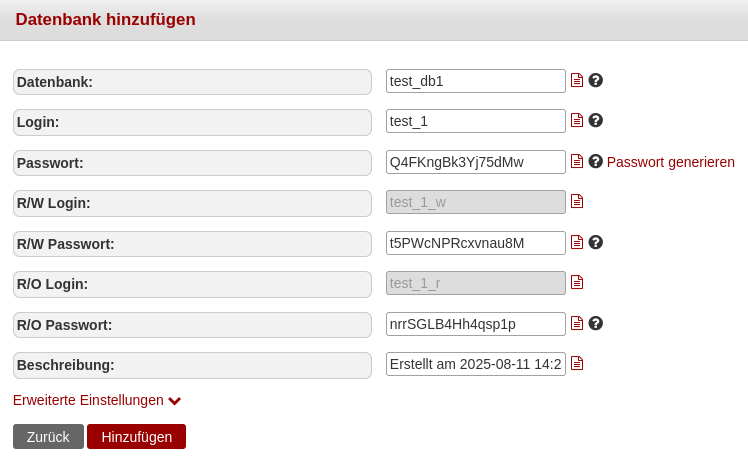 Datenbank hinzufügen
Datenbank: test_db1
Login: test_1
Passwort: Q4FKngBk3Yj75dMw Passwort generieren
R/W Login: test_1_w
R/W Passwort: t5PWcNPRcxvnau8M
R/O Login: test_1_r
R/O Passwort: nrrSGLB4Hh4qsp1p
Beschreibung: Erstellt am 2025-08-11 14:2
Erweiterte Einstellungen
Zurück Hinzufügen